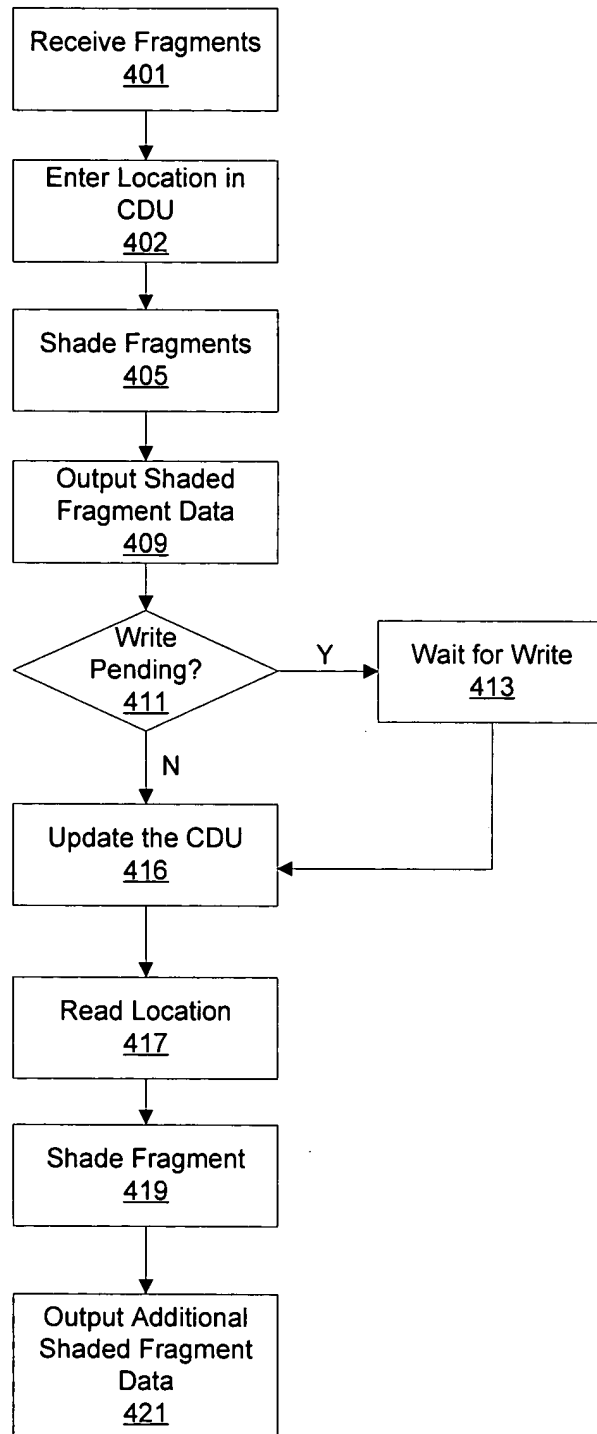 Receive Fragments
401
Enter Location in
CDU
402
Shade Fragments
405
Output Shaded
Fragment Data
409
Write
Pending?
411
Y
Wait for Write
413
N
Update the CDU
416
Read Location
417
Shade Fragment
419
Output Additional
Shaded Fragment
Data
421